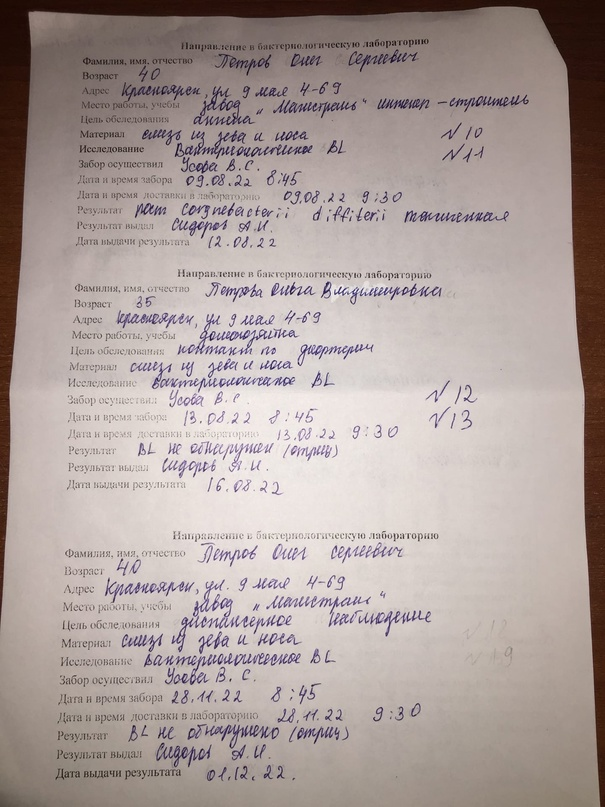 Направление в бактериологическую лабораторию
Фамилия, имя, отчество Петров Олег Сергеевич
Возраст 40
Адрес Красноярск, ул 9 мая 4-69
Место работы, учебы завод „Магистраль" инженер-строитель
Цель обследования ангина
Материал слизь из зева и носа №10
Исследование Бактериологическое BL №11
Забор осуществил Усова В.С.
Дата и время забора 09.08.22 8:45
Дата и время доставки в лабораторию 09.08.22 9:30
Результат рост corynebacterii diffiterii токсигенная
Результат выдал Сидоров А.И.
Дата выдачи результата 12.08.22
Направление в бактериологическую лабораторию
Фамилия, имя, отчество Петрова Ольга Владимировна
Возраст 35
Адрес Красноярск, ул 9 мая 4-69
Место работы, учебы домохозяйка
Цель обследования контакт по дифтерии
Материал слизь из зева и носа
Исследование бактериологическое BL
Забор осуществил Усова В.С. №12
Дата и время забора 13.08.22 8:45 №13
Дата и время доставки в лабораторию 13.08.22 9:30
Результат BL не обнаружен (отриц)
Результат выдал Сидоров А.И.
Дата выдачи результата 16.08.22
Направление в бактериологическую лабораторию
Фамилия, имя, отчество Петров Олег Сергеевич
Возраст 40
Адрес Красноярск, ул. 9 мая 4-69
Место работы, учебы завод „Магистраль"
Цель обследования диспансерное наблюдение
Материал слизь из зева и носа
Исследование Бактериологическое BL
Забор осуществил Усова В. С.
Дата и время забора 28.11.22 8:45
Дата и время доставки в лабораторию 28.11.22 9:30
Результат BL не обнаружено (отриц)
Результат выдал Сидоров А.И.
Дата выдачи результата 01.12.22.